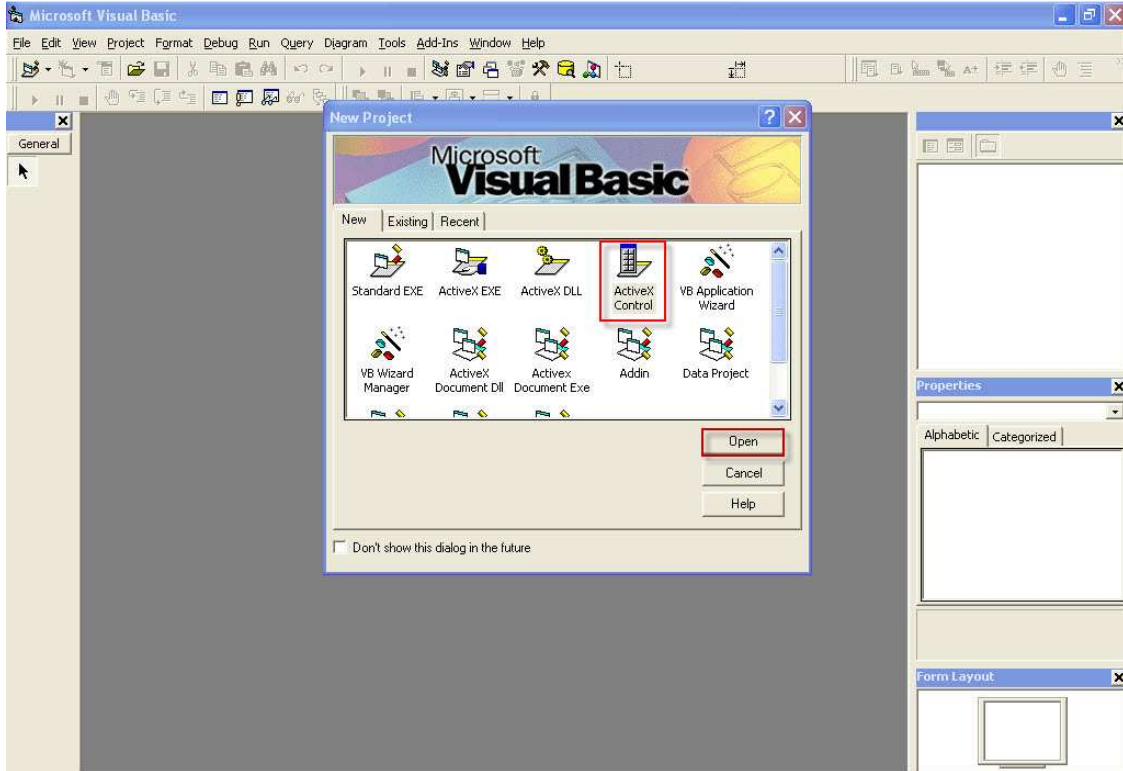 Microsoft Visual Basic
File Edit View Project Format Debug Run Query Diagram Tools Add-Ins Window Help
New Project
General
Microsoft
Visual Basic
New Existing Recent
Standard EXE ActiveX EXE ActiveX DLL ActiveX Control VB Application Wizard
VB Wizard Manager ActiveX Document Dll Activex Document Exe Addin Data Project
Properties
Alphabetic Categorized
Open
Cancel
Help
Don't show this dialog in the future
Form Layout